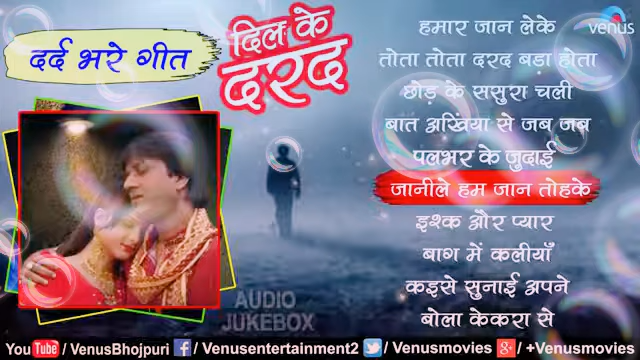 दर्द भरे गीत
दिल के
दरद
venus
हमार जान लेके
तोता तोता दरद बड़ा होता
छोड़ के ससुरा चली
बात अखिया से जब जब
पलभर के जुदाई
जानीले हम जान तोहके
इश्क और प्यार
बाग में कलीयाँ
कइसे सुनाई अपने
बोला केकरा से
AUDIO
JUKEBOX
You Tube / VenusBhojpuri f / Venusentertainment2 / Venusmovies g+ / +Venusmovies